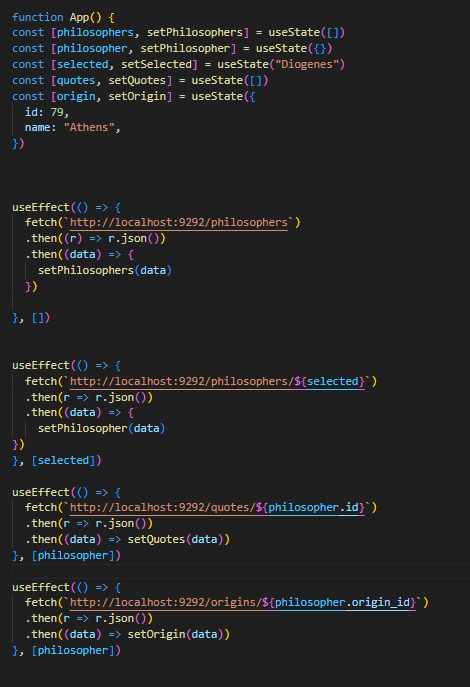 function App() {
const [philosophers, setPhilosophers] = useState([])
const [philosopher, setPhilosopher] = useState({})
const [selected, setSelected] = useState("Diogenes")
const [quotes, setQuotes] = useState([])
const [origin, setOrigin] = useState({
  id: 79,
  name: "Athens",
})
useEffect(() => {
  fetch(`http://localhost:9292/philosophers`)
  .then((r) => r.json())
  .then((data) => {
    setPhilosophers(data)
  })
}, [])
useEffect(() => {
  fetch(`http://localhost:9292/philosophers/${selected}`)
  .then(r => r.json())
  .then((data) => {
    setPhilosopher(data)
})
}, [selected])
useEffect(() => {
  fetch(`http://localhost:9292/quotes/${philosopher.id}`)
  .then(r => r.json())
  .then((data) => setQuotes(data))
}, [philosopher])
useEffect(() => {
  fetch(`http://localhost:9292/origins/${philosopher.origin_id}`)
  .then(r => r.json())
  .then((data) => setOrigin(data))
}, [philosopher])